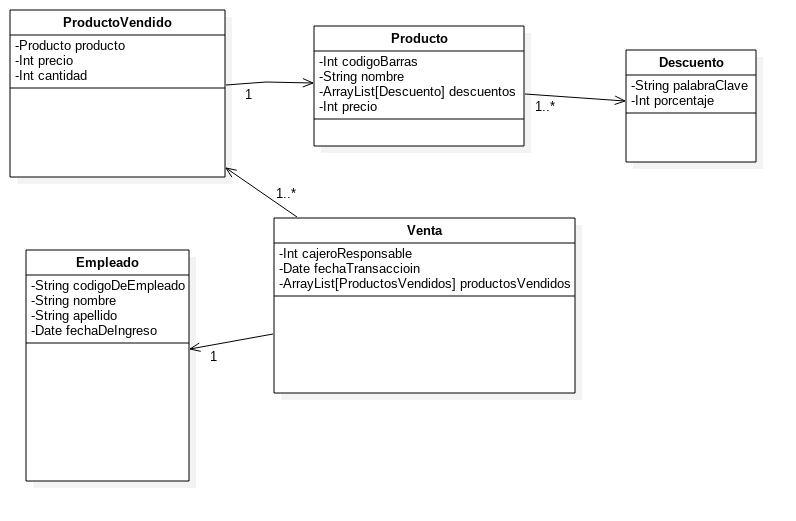 ProductoVendido
-Producto producto
-Int precio
-Int cantidad
1
Producto
-Int codigoBarras
-String nombre
-ArrayList[Descuento] descuentos
-Int precio
1..*
Descuento
-String palabraClave
-Int porcentaje
1..*
Venta
-Int cajeroResponsable
-Date fechaTransaccioin
-ArrayList[ProductosVendidos] productosVendidos
1
Empleado
-String codigoDeEmpleado
-String nombre
-String apellido
-Date fechaDeIngreso